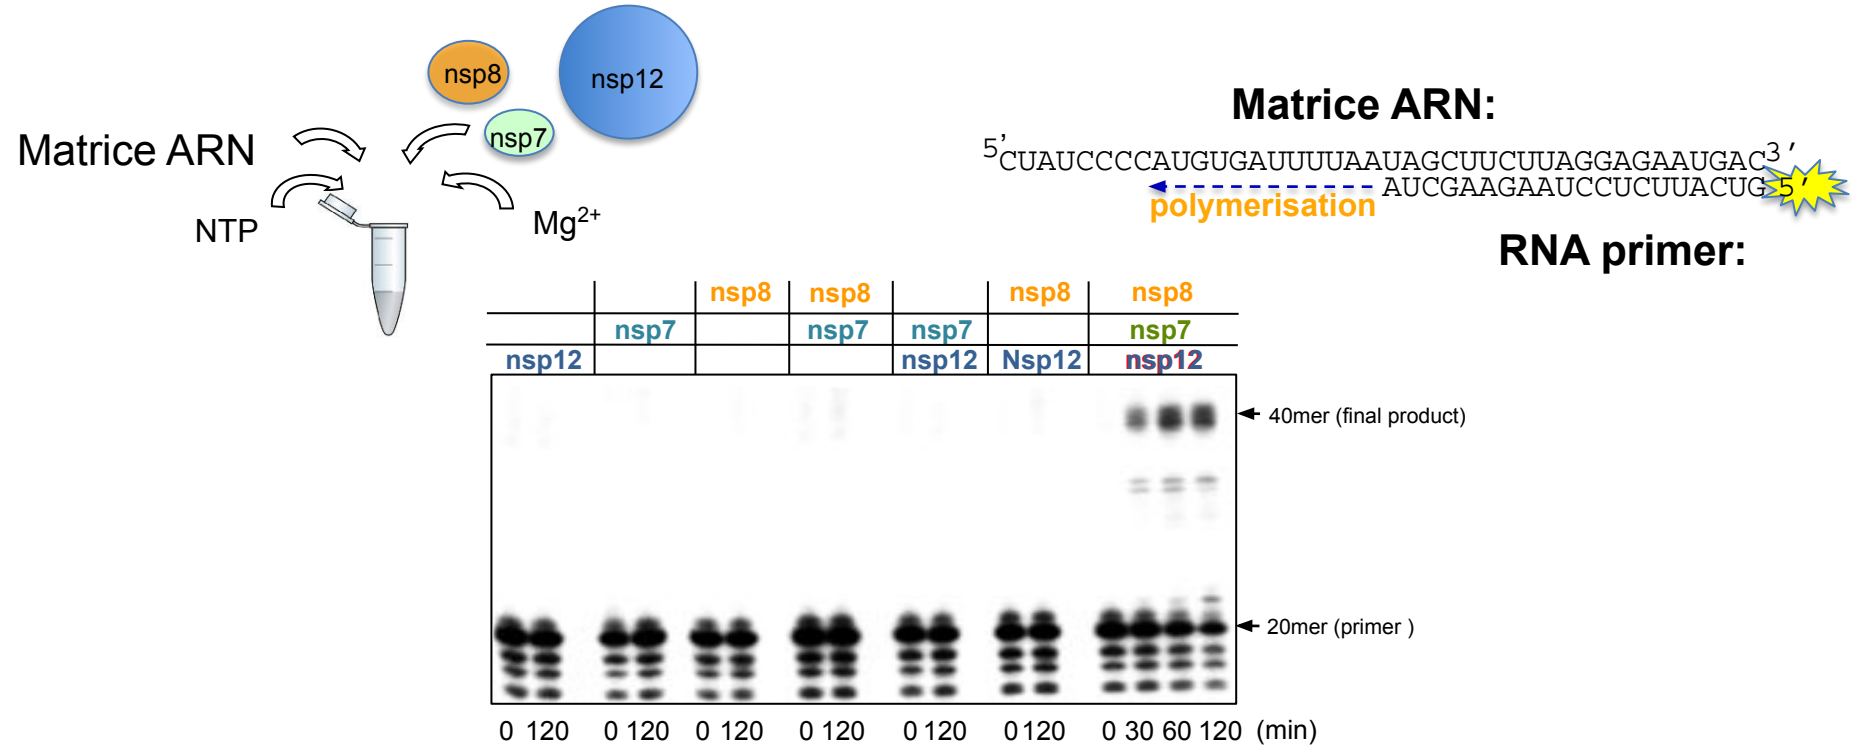 nsp8
nsp12
nsp7
Matrice ARN
NTP
Mg2+
Matrice ARN:
5’CUAUCCCCAUGUGAUUUUAAUAGCUUCUUAGGAGAAUGAC3’
AUCGAAGAAUCCUCUUACUG 5’
polymerisation
RNA primer:
nsp8 nsp8 nsp8 nsp8
nsp7 nsp7 nsp7 nsp7
nsp12 nsp12 Nsp12 nsp12
40mer (final product)
20mer (primer )
0 120 0 120 0 120 0 120 0 120 0 120 0 30 60 120 (min)